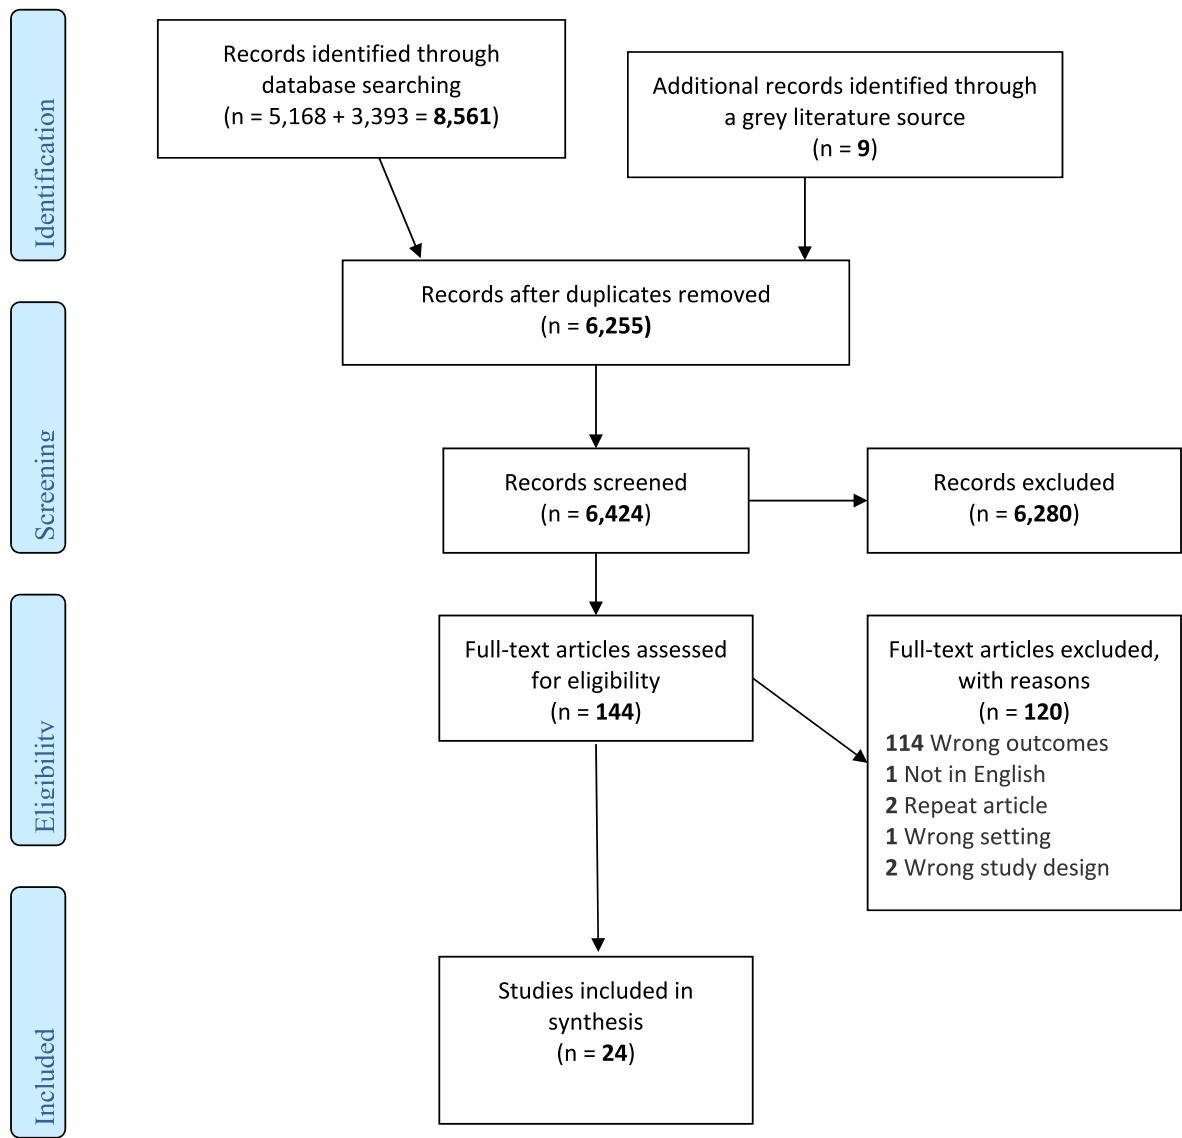 Identification
Records identified through
database searching
(n = 5,168 + 3,393 = 8,561)
Additional records identified through
a grey literature source
(n = 9)
Records after duplicates removed
(n = 6,255)
Screening
Records screened
(n = 6,424)
Records excluded
(n = 6,280)
Eligibility
Full-text articles assessed
for eligibility
(n = 144)
Full-text articles excluded,
with reasons
(n = 120)
114 Wrong outcomes
1 Not in English
2 Repeat article
1 Wrong setting
2 Wrong study design
Included
Studies included in
synthesis
(n = 24)